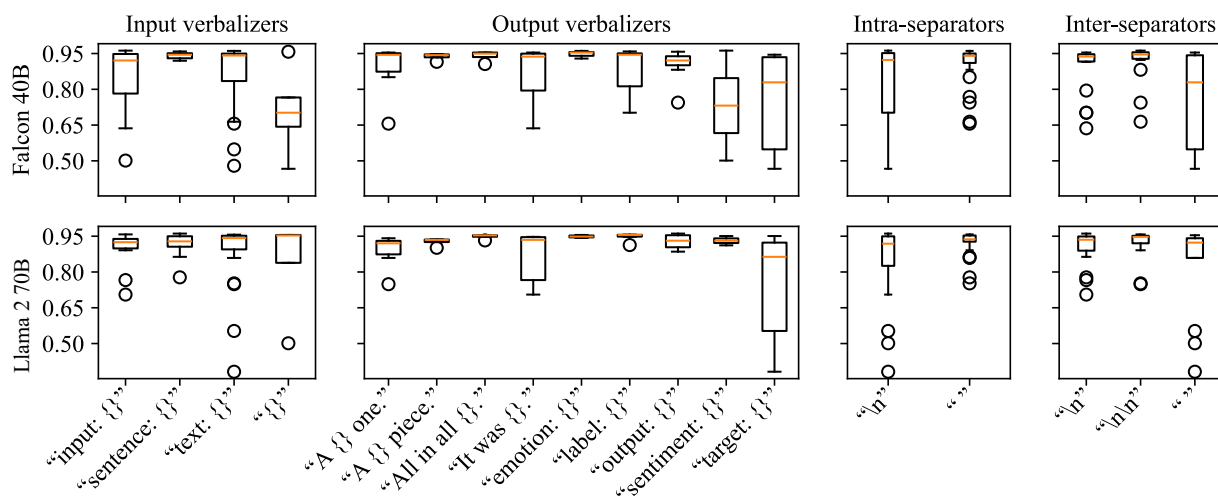 Input verbalizers
Output verbalizers
Intra-separators
Inter-separators
Falcon 40B
0.95
0.80
0.65
0.50
Llama 2 70B
0.95
0.80
0.65
0.50
“input: {}”
“sentence: {}”
“text: {}”
“{}”
“A {} one.”
“A {} piece.”
“All in all {}.”
“It was {}.”
“emotion: {}”
“label: {}”
“output: {}”
“sentiment: {}”
“target: {}”
“\n”
“ ”
“\n”
“\n\n”
“ ”